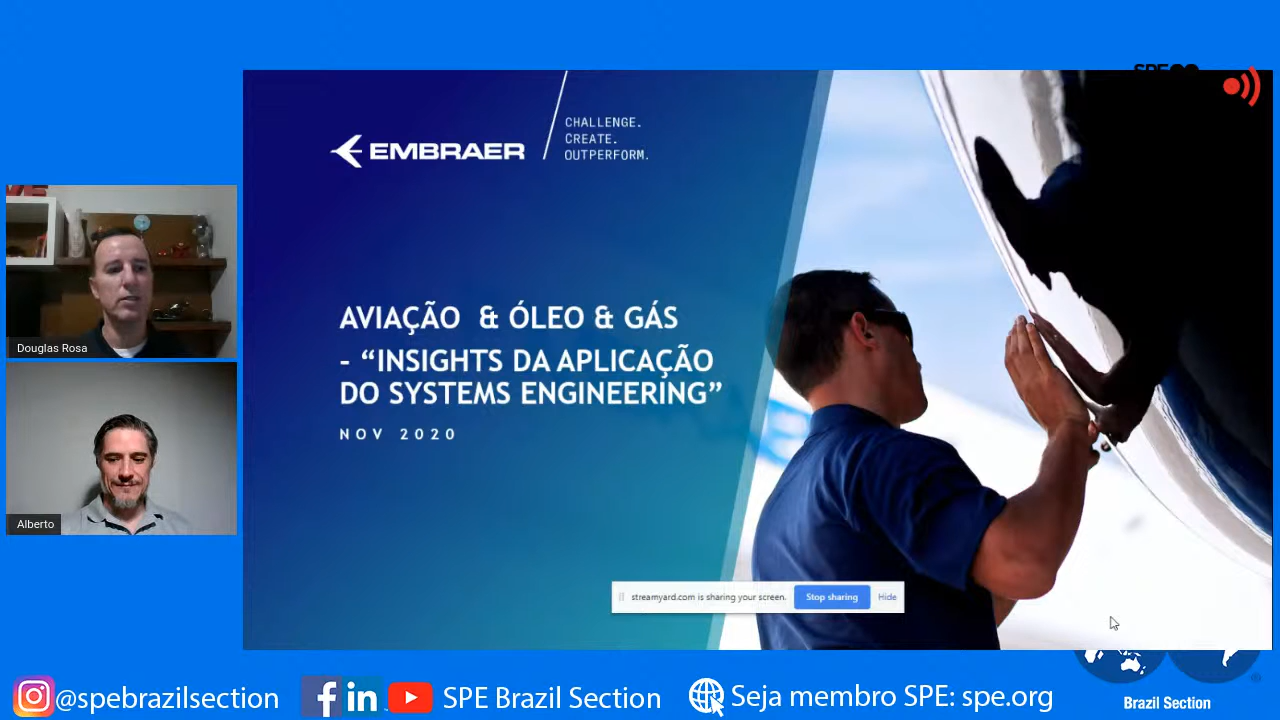 SPE
EMBRAER
CHALLENGE.
CREATE.
OUTPERFORM.
AVIAÇÃO & ÓLEO & GÁS
- “INSIGHTS DA APLICAÇÃO
DO SYSTEMS ENGINEERING”
NOV 2020
Douglas Rosa
Alberto
streamyard.com is sharing your screen. Stop sharing Hide
@spebrazilsection
f in SPE Brazil Section
Seja membro SPE: spe.org
Brazil Section